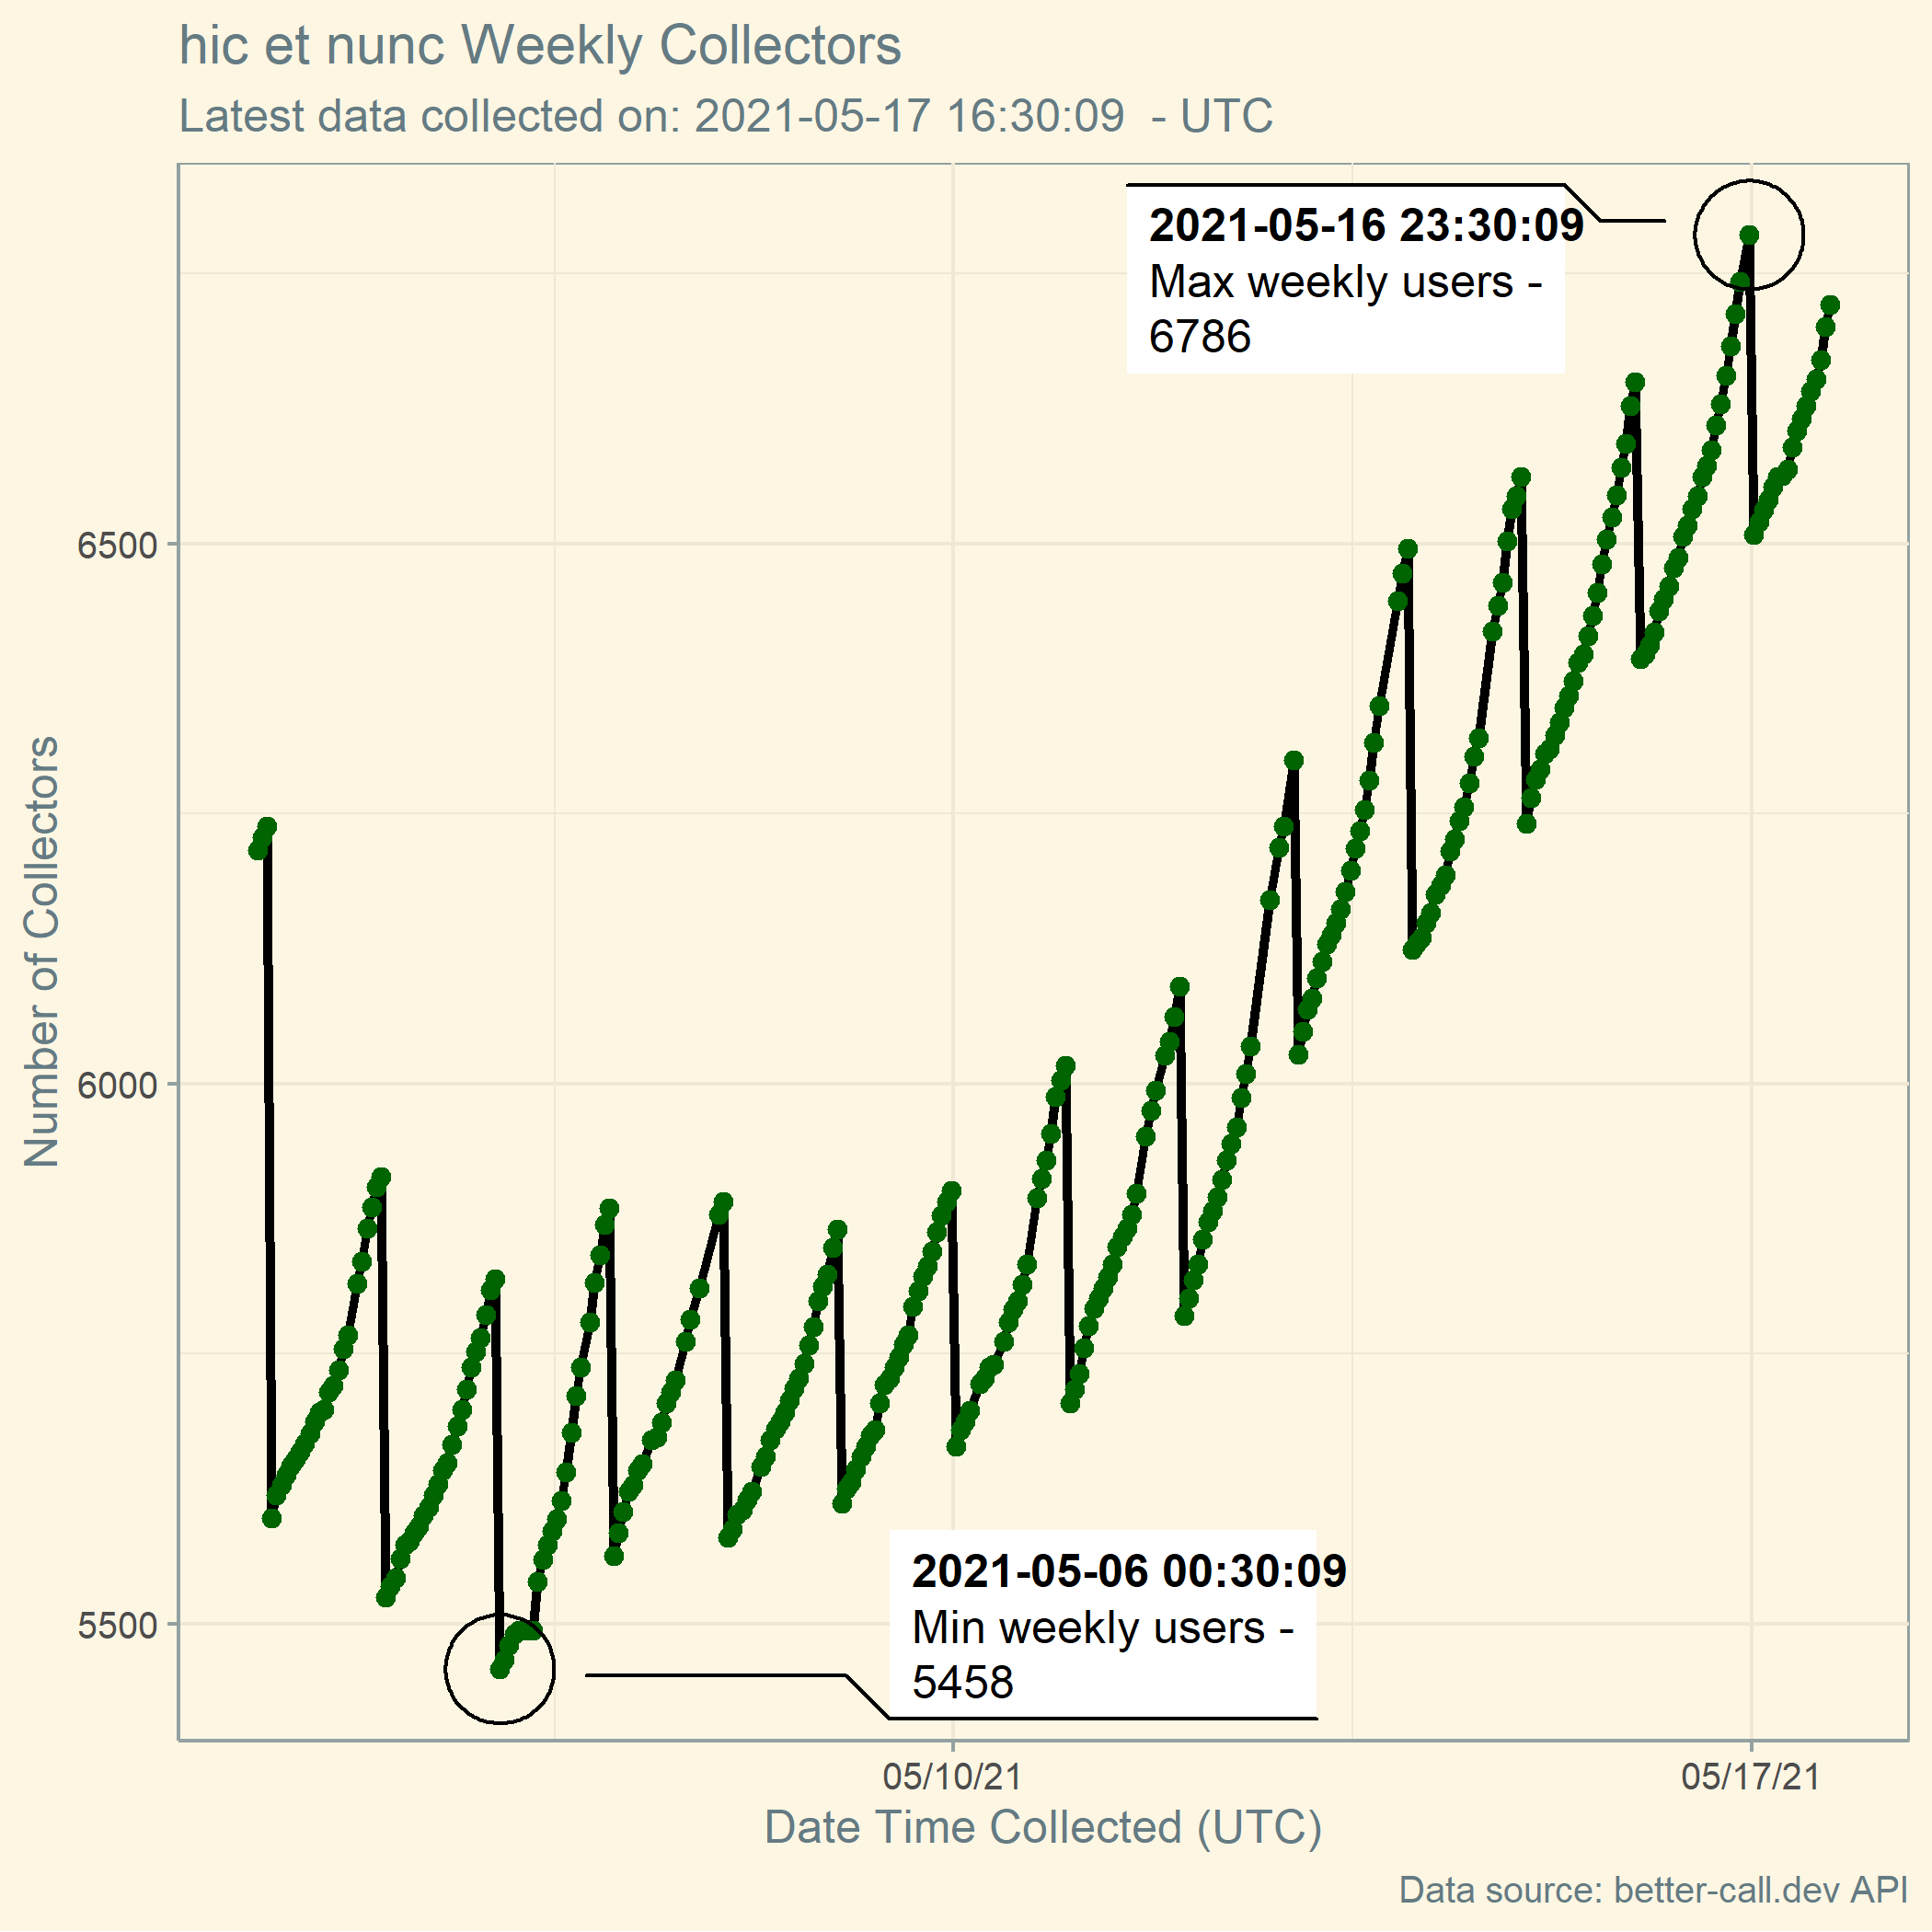 hic et nunc Weekly Collectors
Latest data collected on: 2021-05-17 16:30:09  - UTC
2021-05-16 23:30:09
Max weekly users -
6786
Number of Collectors
6500
6000
5500
2021-05-06 00:30:09
Min weekly users -
5458
05/10/21
05/17/21
Date Time Collected (UTC)
Data source: better-call.dev API